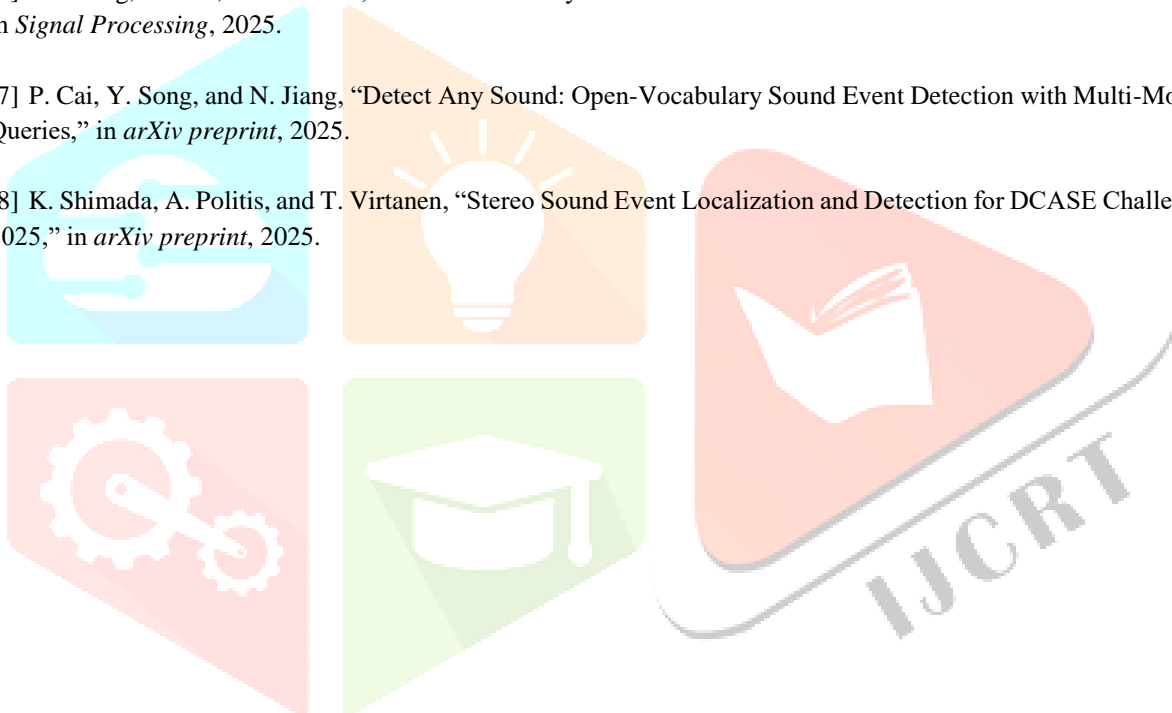 n Signal Processing, 2025.
7] P. Cai, Y. Song, and N. Jiang, “Detect Any Sound: Open-Vocabulary Sound Event Detection with Multi-Mo
Queries,” in arXiv preprint, 2025.
8] K. Shimada, A. Politis, and T. Virtanen, “Stereo Sound Event Localization and Detection for DCASE Challe
2025,” in arXiv preprint, 2025.
IJCRT